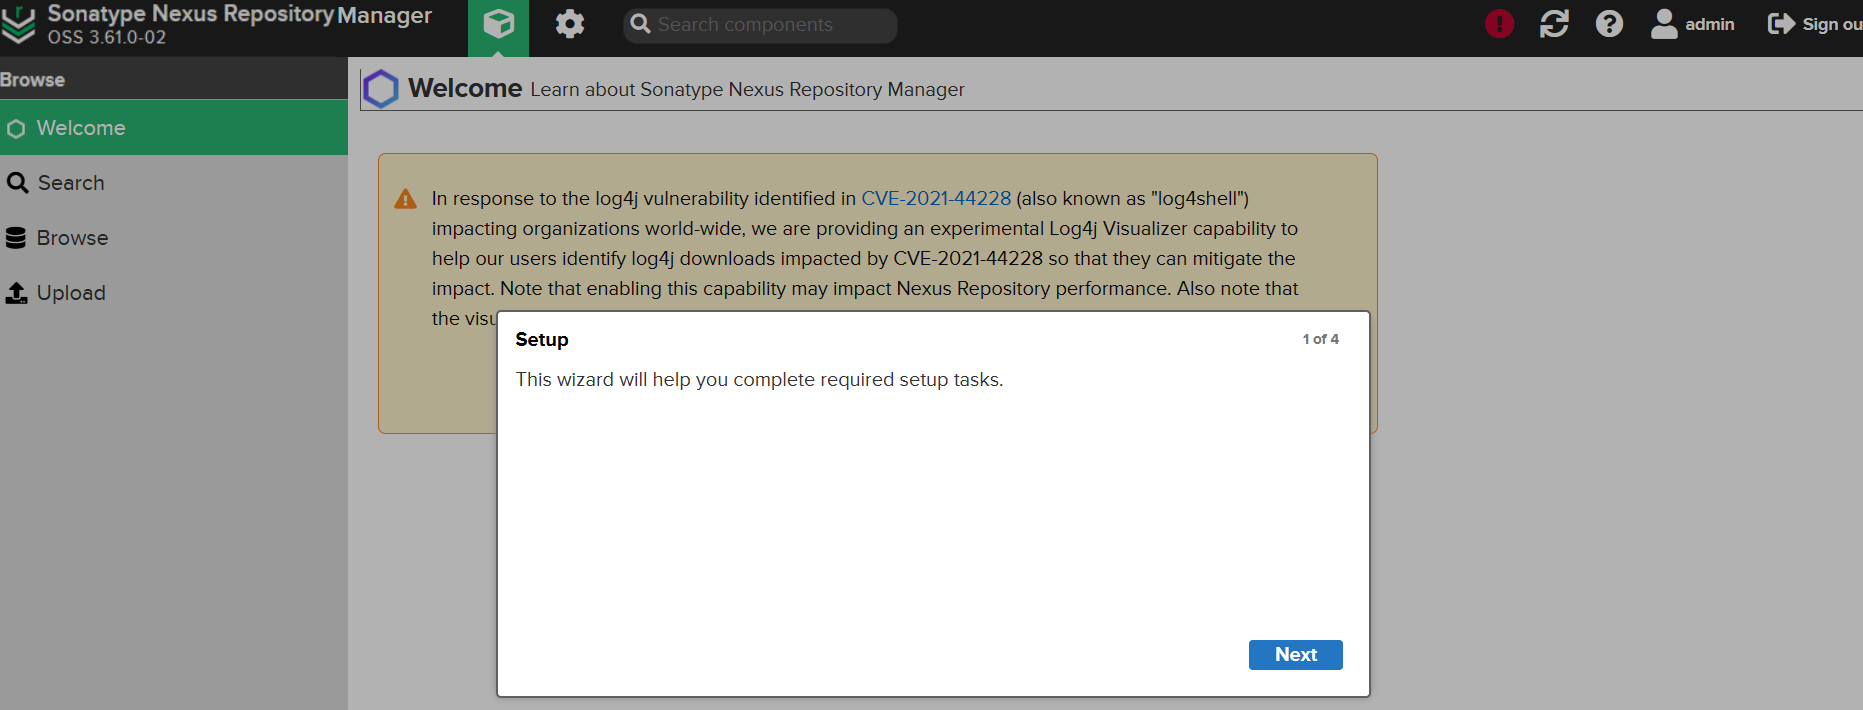 Sonatype Nexus Repository Manager
OSS 3.61.0-02
Search components
admin
Sign ou
Browse
Welcome
Search
Browse
Upload
Welcome Learn about Sonatype Nexus Repository Manager
In response to the log4j vulnerability identified in CVE-2021-44228 (also known as "log4shell")
impacting organizations world-wide, we are providing an experimental Log4j Visualizer capability to
help our users identify log4j downloads impacted by CVE-2021-44228 so that they can mitigate the
impact. Note that enabling this capability may impact Nexus Repository performance. Also note that
the visu
Setup
1 of 4
This wizard will help you complete required setup tasks.
Next